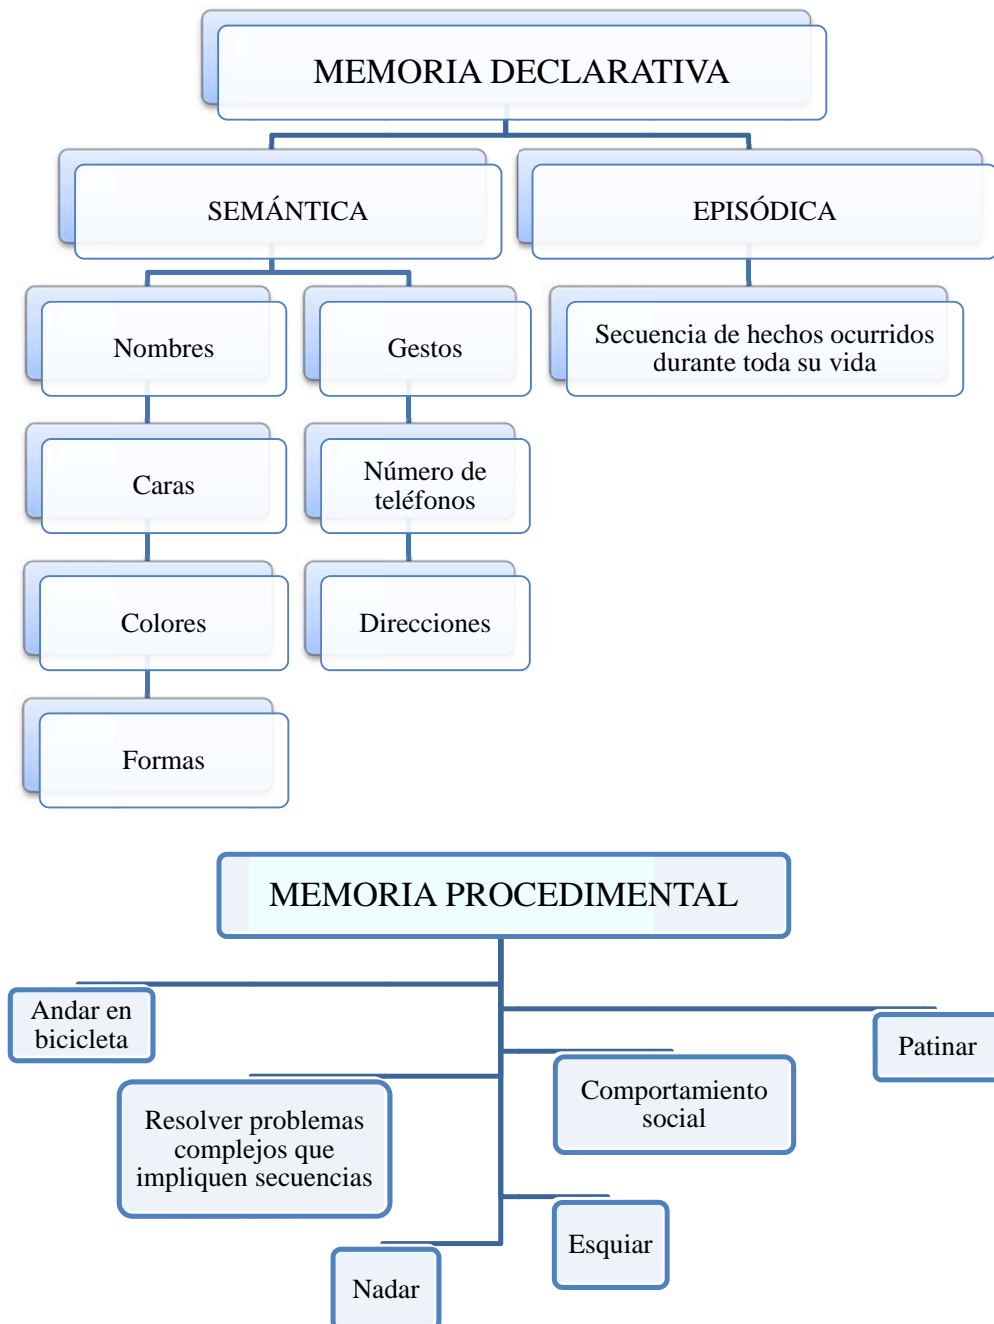 MEMORIA DECLARATIVA
SEMÁNTICA
EPISÓDICA
Nombres
Gestos
Secuencia de hechos ocurridos
durante toda su vida
Caras
Número de
teléfonos
Colores
Direcciones
Formas
MEMORIA PROCEDIMENTAL
Andar en
bicicleta
Patinar
Comportamiento
social
Resolver problemas
complejos que
impliquen secuencias
Esquiar
Nadar